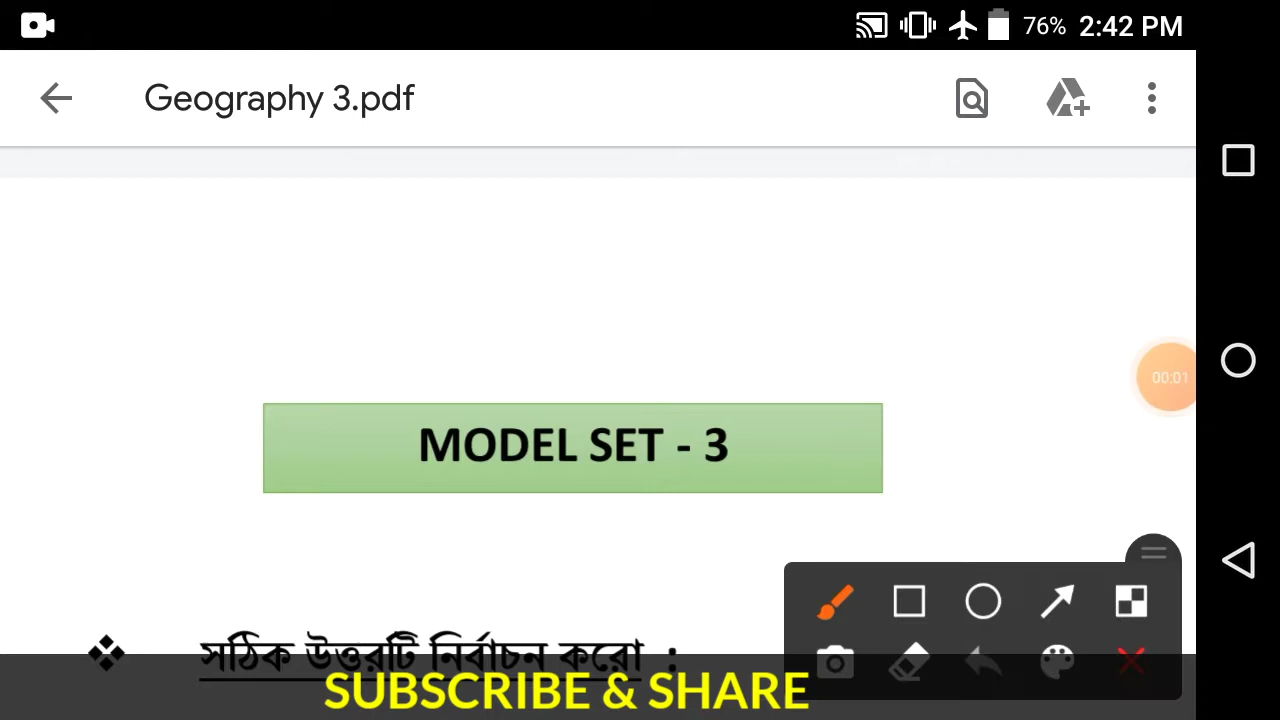 76% 2:42 PM
Geography 3.pdf
00:01
MODEL SET - 3
❖ সঠিক উত্তরটি নির্বাচন করো :
SUBSCRIBE & SHARE